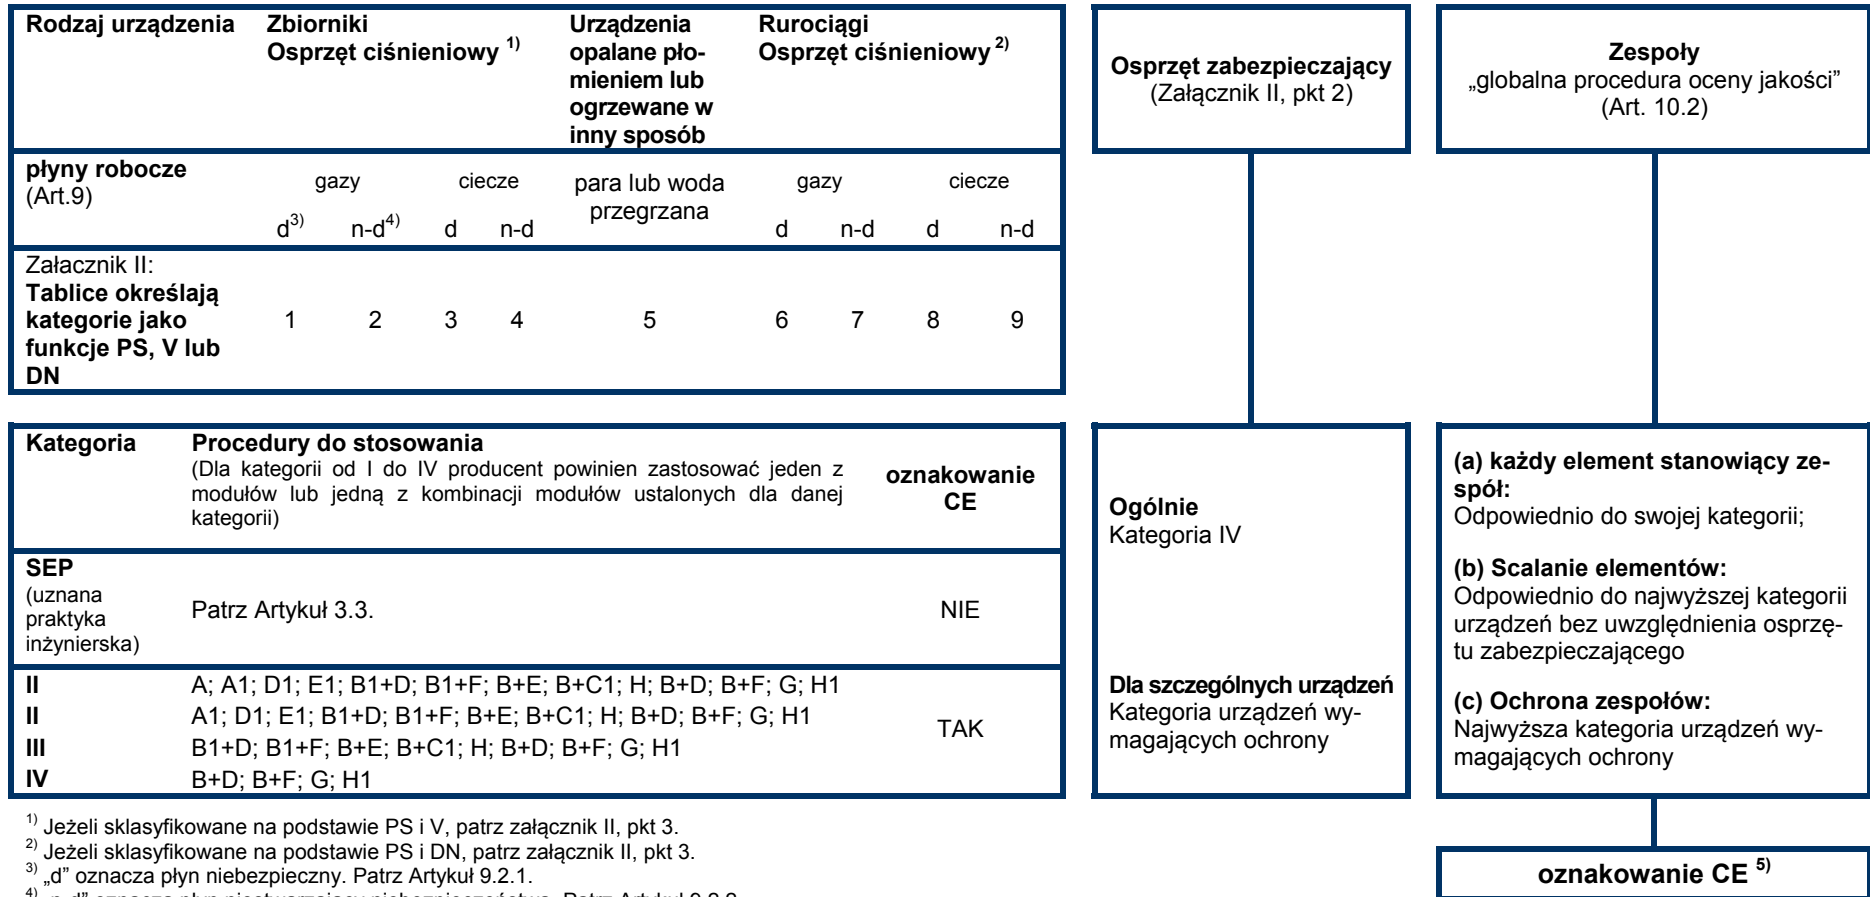 Rodzaj urządzenia
Zbiorniki
Osprzęt ciśnieniowy 1)
Urządzenia
opalane pło-
mieniem lub
ogrzewane w
inny sposób
Rurociągi
Osprzęt ciśnieniowy 2)
płyny robocze
(Art.9)
gazy
ciecze
para lub woda
przegrzana
gazy
ciecze
d3) n-d4) d n-d d n-d d n-d
Załacznik II:
Tablice określają
kategorie jako
funkcje PS, V lub
DN
1 2 3 4 5 6 7 8 9
Osprzęt zabezpieczający
(Załącznik II, pkt 2)
Zespoły
„globalna procedura oceny jakości”
(Art. 10.2)
Kategoria
Procedury do stosowania
(Dla kategorii od I do IV producent powinien zastosować jeden z
modułów lub jedną z kombinacji modułów ustalonych dla danej
kategorii)
oznakowanie
CE
SEP
(uznana
praktyka
inżynierska)
Patrz Artykuł 3.3.
NIE
II A; A1; D1; E1; B1+D; B1+F; B+E; B+C1; H; B+D; B+F; G; H1
II A1; D1; E1; B1+D; B1+F; B+E; B+C1; H; B+D; B+F; G; H1
III B1+D; B1+F; B+E; B+C1; H; B+D; B+F; G; H1
IV B+D; B+F; G; H1
TAK
Ogólnie
Kategoria IV
Dla szczególnych urządzeń
Kategoria urządzeń wy-
magających ochrony
(a) każdy element stanowiący ze-
spół:
Odpowiednio do swojej kategorii;
(b) Scalanie elementów:
Odpowiednio do najwyższej kategorii
urządzeń bez uwzględnienia osprzę-
tu zabezpieczającego
(c) Ochrona zespołów:
Najwyższa kategoria urządzeń wy-
magających ochrony
oznakowanie CE 5)
1) Jeżeli sklasyfikowane na podstawie PS i V, patrz załącznik II, pkt 3.
2) Jeżeli sklasyfikowane na podstawie PS i DN, patrz załącznik II, pkt 3.
3) „d” oznacza płyn niebezpieczny. Patrz Artykuł 9.2.1.